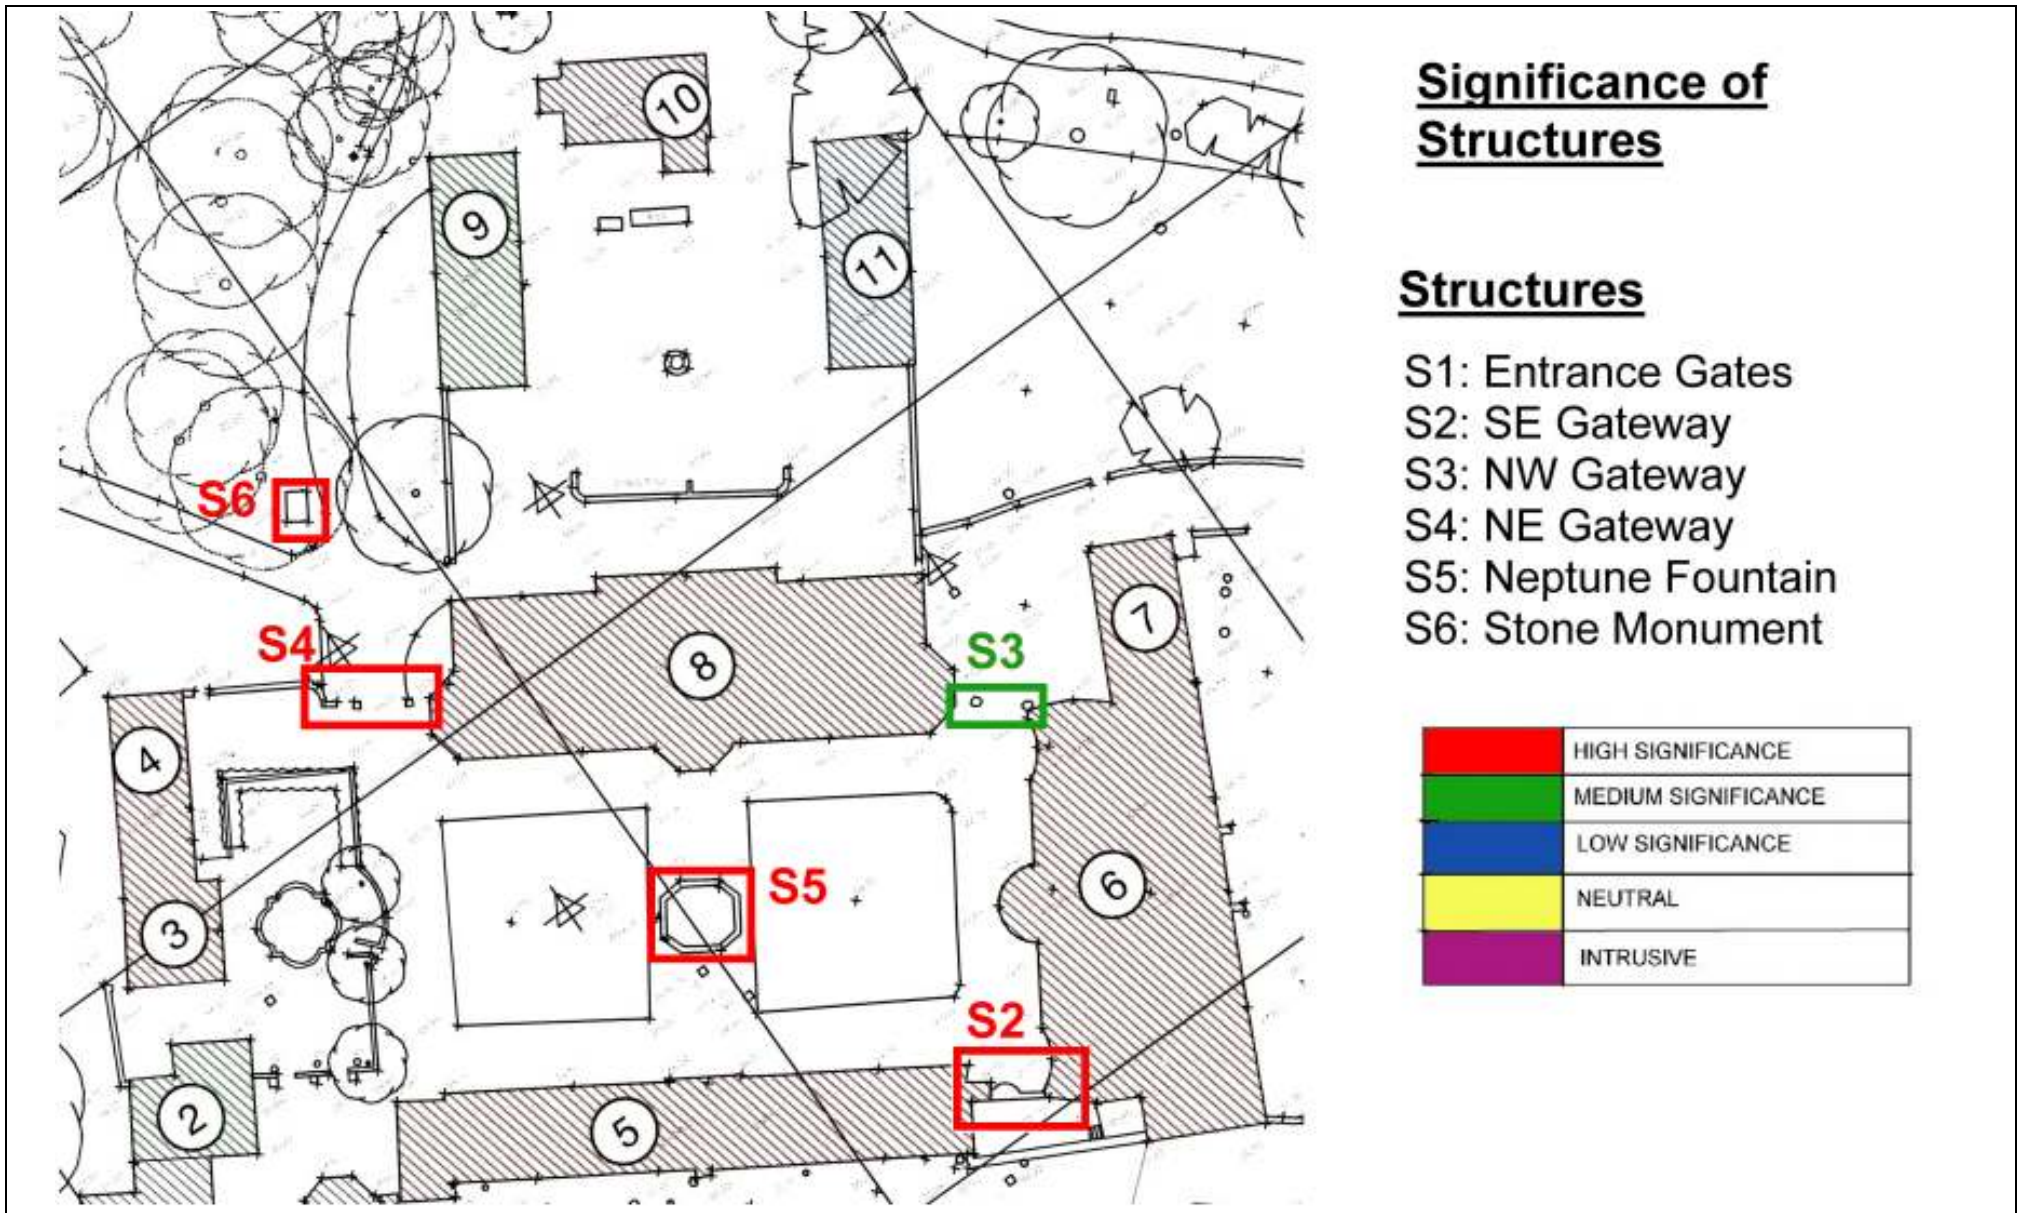 Significance of
Structures
Structures
S1: Entrance Gates
S2: SE Gateway
S3: NW Gateway
S4: NE Gateway
S5: Neptune Fountain
S6: Stone Monument
HIGH SIGNIFICANCE
MEDIUM SIGNIFICANCE
LOW SIGNIFICANCE
NEUTRAL
INTRUSIVE
10
9
11
S6
7
S4
8
S3
4
S5
6
3
S2
2
5